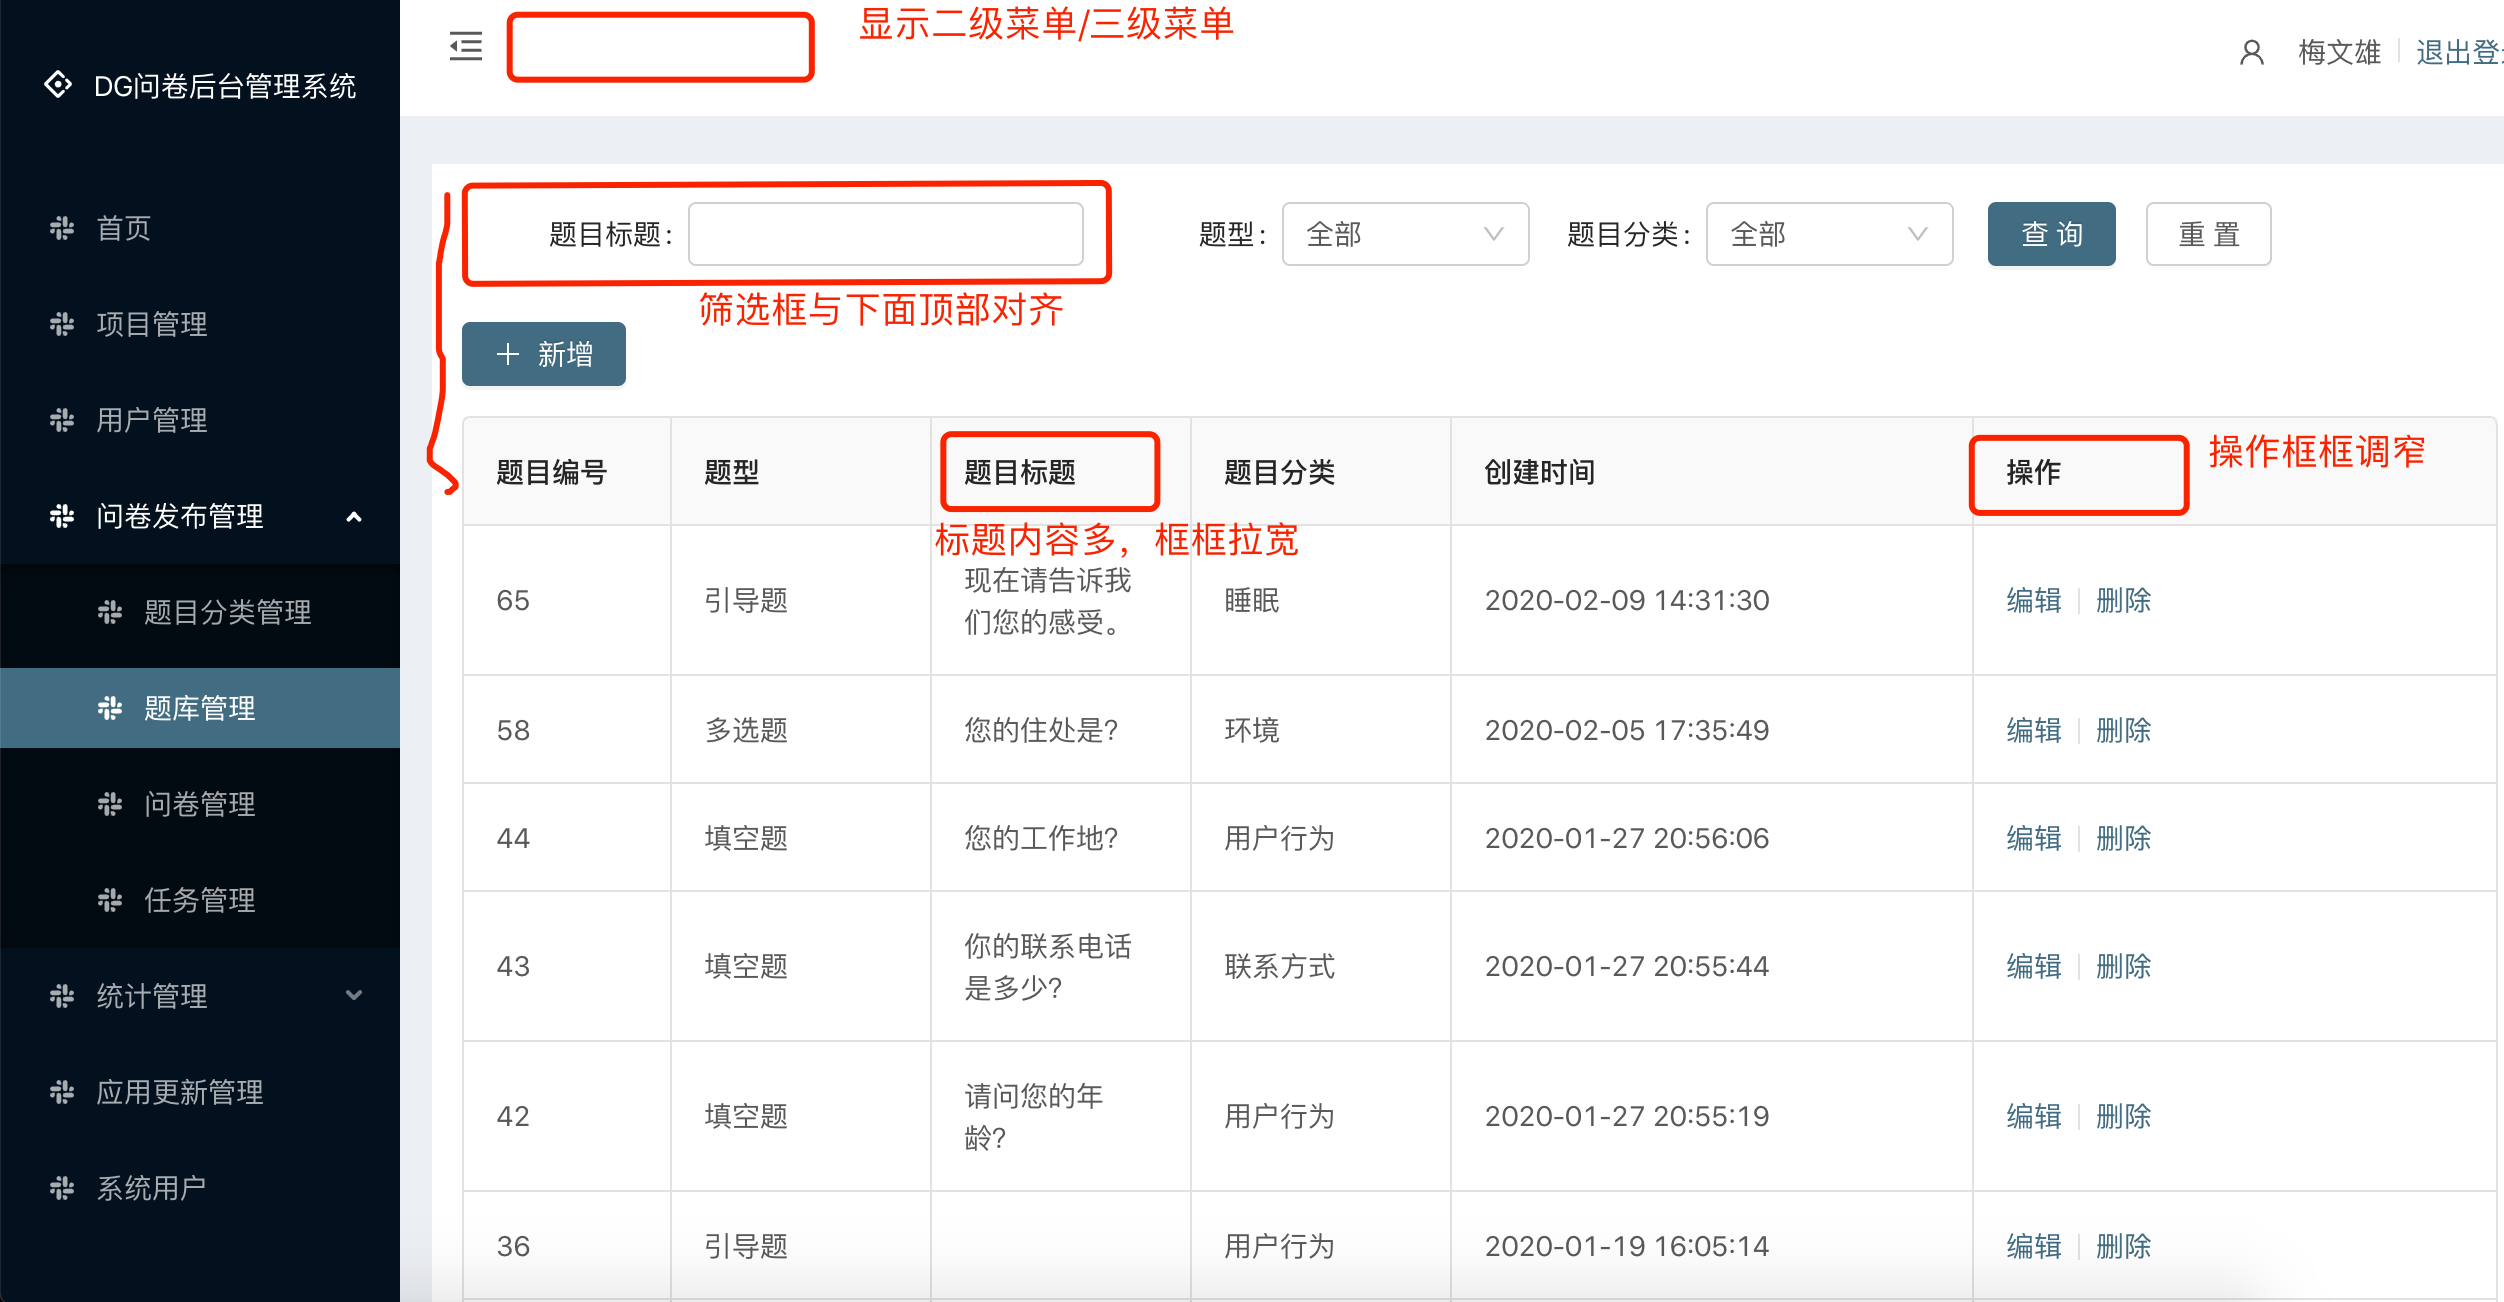 DG问卷后台管理系统
首页
项目管理
用户管理
问卷发布管理
题目分类管理
题库管理
问卷管理
任务管理
统计管理
应用更新管理
系统用户
显示二级菜单/三级菜单
梅文雄 退出登
题目标题: 题型: 全部 题目分类: 全部 查 询 重 置
筛选框与下面顶部对齐
+ 新增
题目编号 题型 题目标题 题目分类 创建时间 操作 操作框框调窄
标题内容多，框框拉宽
65 引导题 现在请告诉我 睡眠 2020-02-09 14:31:30 编辑 删除
们您的感受。
58 多选题 您的住处是? 环境 2020-02-05 17:35:49 编辑 删除
44 填空题 您的工作地? 用户行为 2020-01-27 20:56:06 编辑 删除
43 填空题 你的联系电话 联系方式 2020-01-27 20:55:44 编辑 删除
是多少?
42 填空题 请问您的年 用户行为 2020-01-27 20:55:19 编辑 删除
龄?
36 引导题 用户行为 2020-01-19 16:05:14 编辑 删除